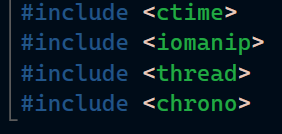 #include <ctime>
#include <iomanip>
#include <thread>
#include <chrono>